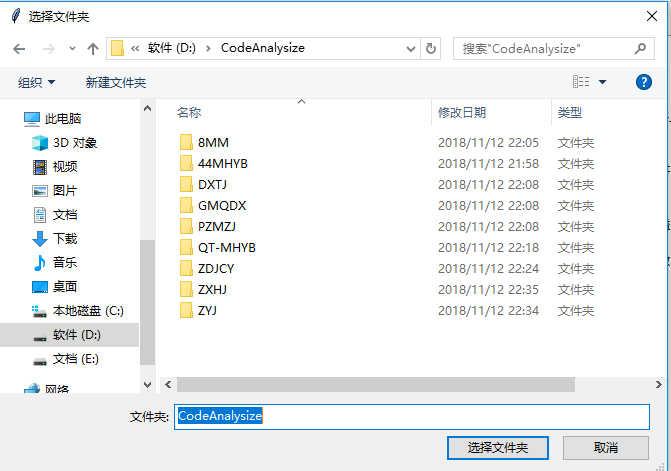 选择文件夹
« 软件 (D:) › CodeAnalysize
搜索"CodeAnalysize"
组织 新建文件夹
名称 修改日期 类型
此电脑
3D 对象
视频
图片
文档
下载
音乐
桌面
本地磁盘 (C:)
软件 (D:)
文档 (E:)
网络
8MM 2018/11/12 22:05 文件夹
44MHYB 2018/11/12 21:58 文件夹
DXTJ 2018/11/12 22:08 文件夹
GMQDX 2018/11/12 22:08 文件夹
PZMZJ 2018/11/12 22:08 文件夹
QT-MHYB 2018/11/12 22:18 文件夹
ZDJCY 2018/11/12 22:24 文件夹
ZXHJ 2018/11/12 22:35 文件夹
ZYJ 2018/11/12 22:34 文件夹
文件夹: CodeAnalysize
选择文件夹 取消